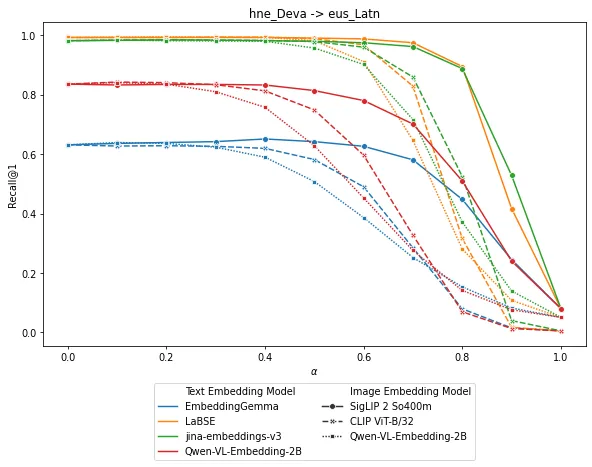 hne_Deva -> eus_Latn
Recall@1
1.0
0.8
0.6
0.4
0.2
0.0
0.0 0.2 0.4 0.6 0.8 1.0
α
Text Embedding Model
EmbeddingGemma
LaBSE
jina-embeddings-v3
Qwen-VL-Embedding-2B
Image Embedding Model
SigLIP 2 So400m
CLIP ViT-B/32
Qwen-VL-Embedding-2B